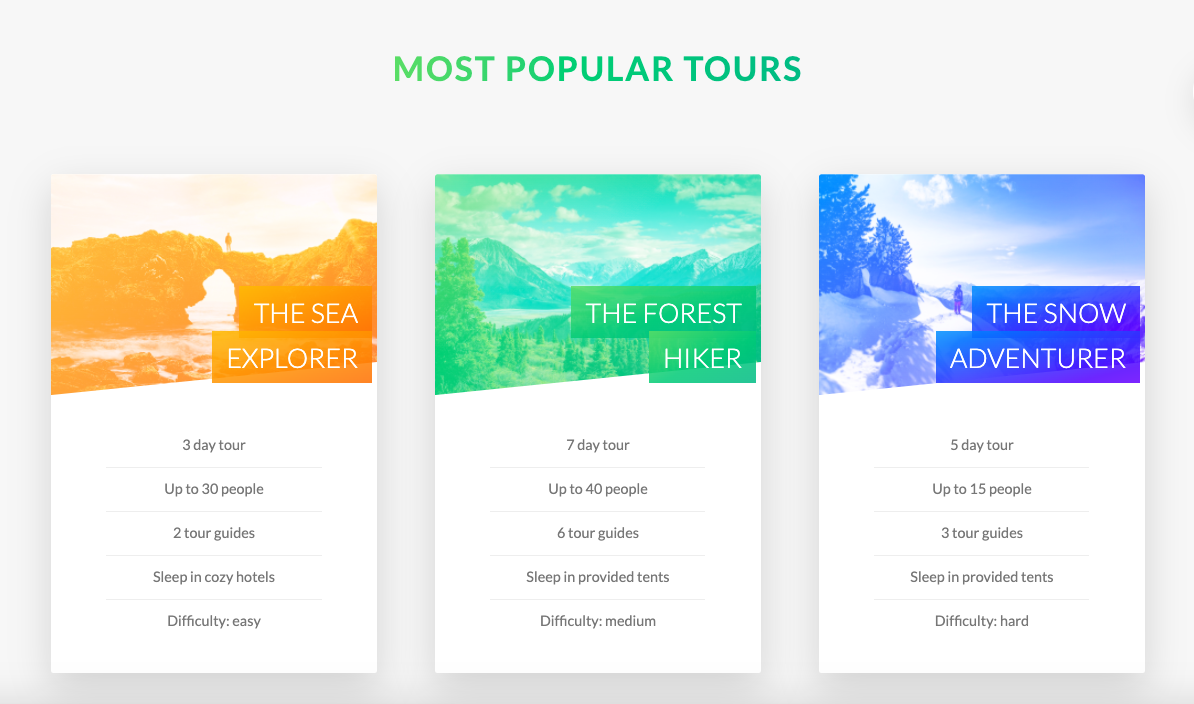 MOST POPULAR TOURS
THE SEA
EXPLORER
3 day tour
Up to 30 people
2 tour guides
Sleep in cozy hotels
Difficulty: easy
THE FOREST
HIKER
7 day tour
Up to 40 people
6 tour guides
Sleep in provided tents
Difficulty: medium
THE SNOW
ADVENTURER
5 day tour
Up to 15 people
3 tour guides
Sleep in provided tents
Difficulty: hard